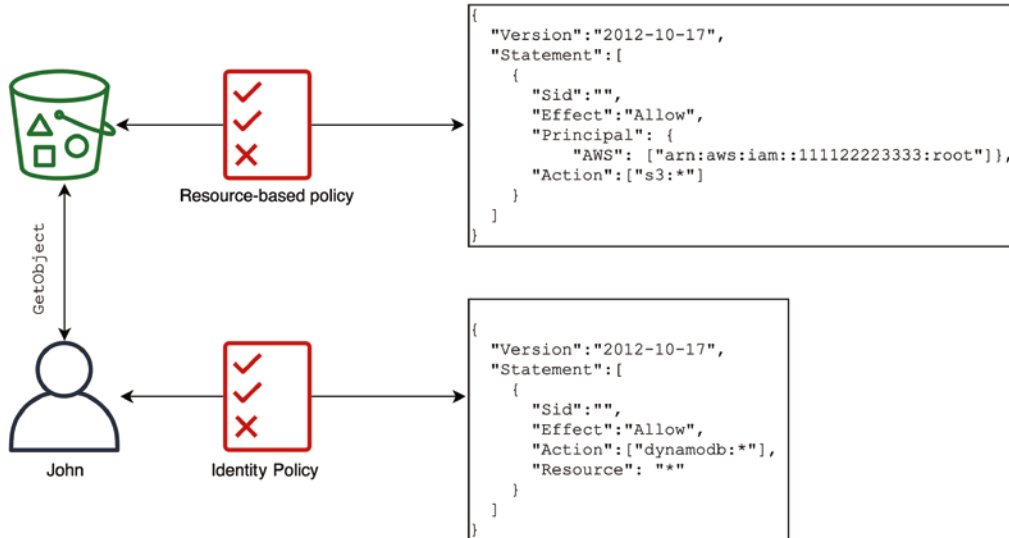 {
"Version":"2012-10-17",
"Statement":[
{
"Sid":"",
"Effect":"Allow",
"Principal": {
"AWS": ["arn:aws:iam::111122223333:root"]},
"Action":["s3:*"]
}
]
}
Resource-based policy
GetObject
{
"Version":"2012-10-17",
"Statement":[
{
"Sid":"",
"Effect":"Allow",
"Action":["dynamodb:*"],
"Resource": "*"
}
]
}
John
Identity Policy